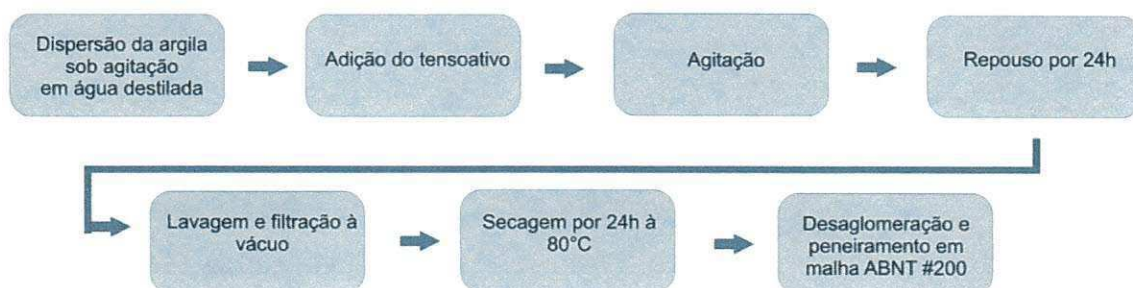 Dispersão da argila
sob agitação
em água destilada
Adição do tensoativo
Agitação
Repouso por 24h
Lavagem e filtração à
vácuo
Secagem por 24h à
80°C
Desaglomeração e
peneiramento em
malha ABNT #200